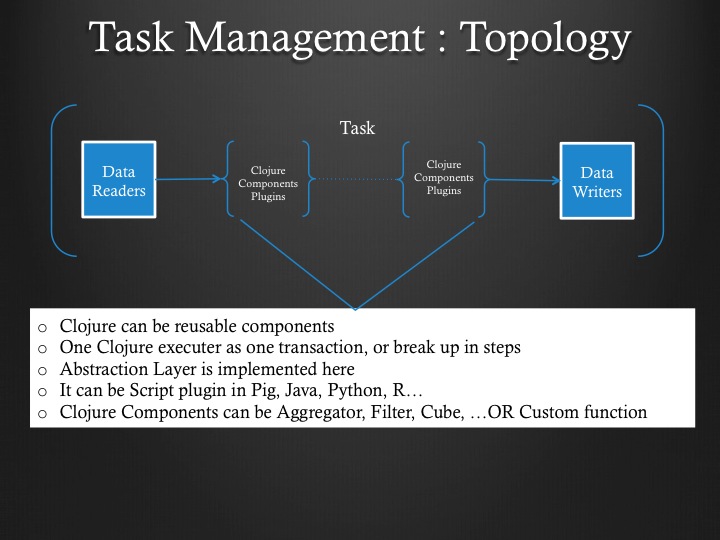 Task Management : Topology
Task
Data
Readers
Clojure
Components
Plugins
Clojure
Components
Plugins
Data
Writers
o Clojure can be reusable components
o One Clojure executer as one transaction, or break up in steps
o Abstraction Layer is implemented here
o It can be Script plugin in Pig, Java, Python, R…
o Clojure Components can be Aggregator, Filter, Cube, …OR Custom function